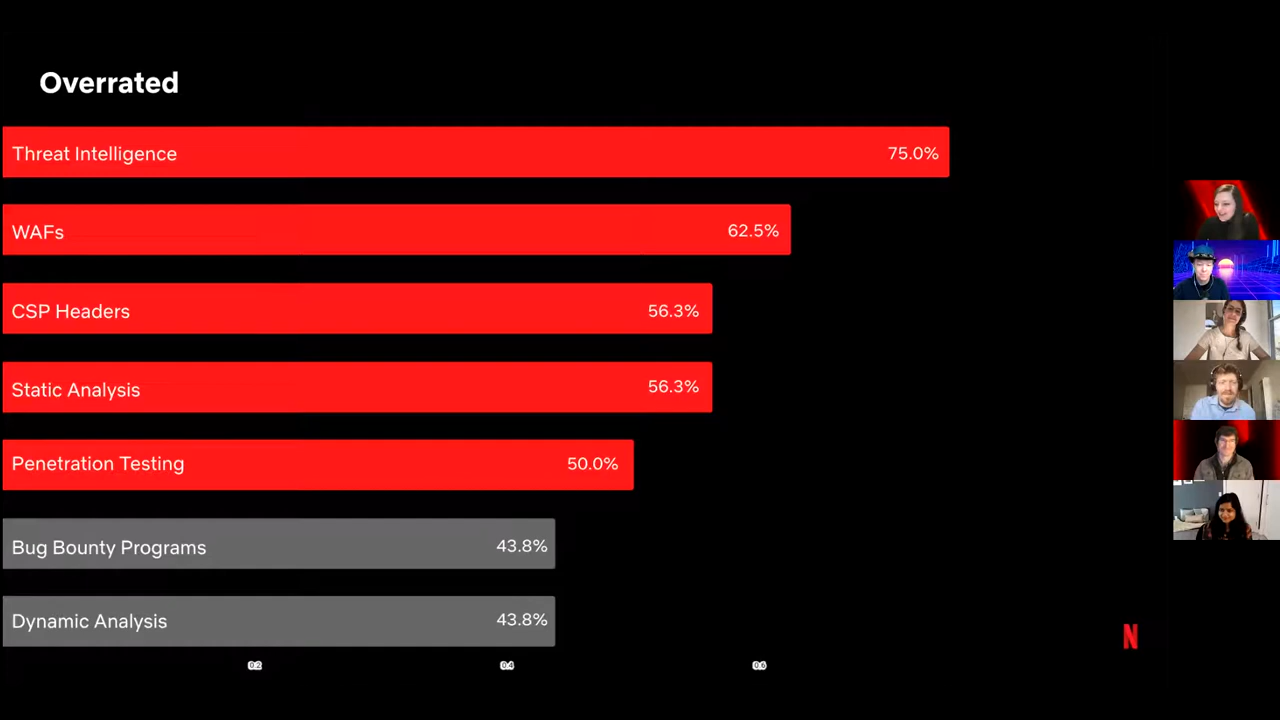 Overrated
Threat Intelligence 75.0%
WAFs 62.5%
CSP Headers 56.3%
Static Analysis 56.3%
Penetration Testing 50.0%
Bug Bounty Programs 43.8%
Dynamic Analysis 43.8%
0.2 0.4 0.6
N